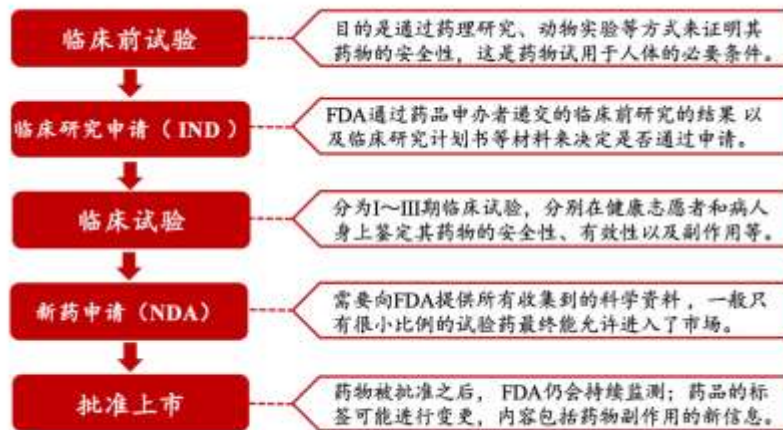 临床前试验
目的是通过药理研究、动物实验等方式来证明其
药物的安全性，这是药物试用于人体的必要条件。
临床研究申请（IND）
FDA通过药品申办者递交的临床前研究的结果 以
及临床研究计划书等材料来决定是否通过申请。
临床试验
分为I～III期临床试验，分别在健康志愿者和病人
身上鉴定其药物的安全性、有效性以及副作用等。
新药申请（NDA）
需要向FDA提供所有收集到的科学资料，一般只
有很小比例的试验药最终能允许进入了市场。
批准上市
药物被批准之后， FDA仍会持续监测；药品的标
签可能进行变更，内容包括药物副作用的新信息。